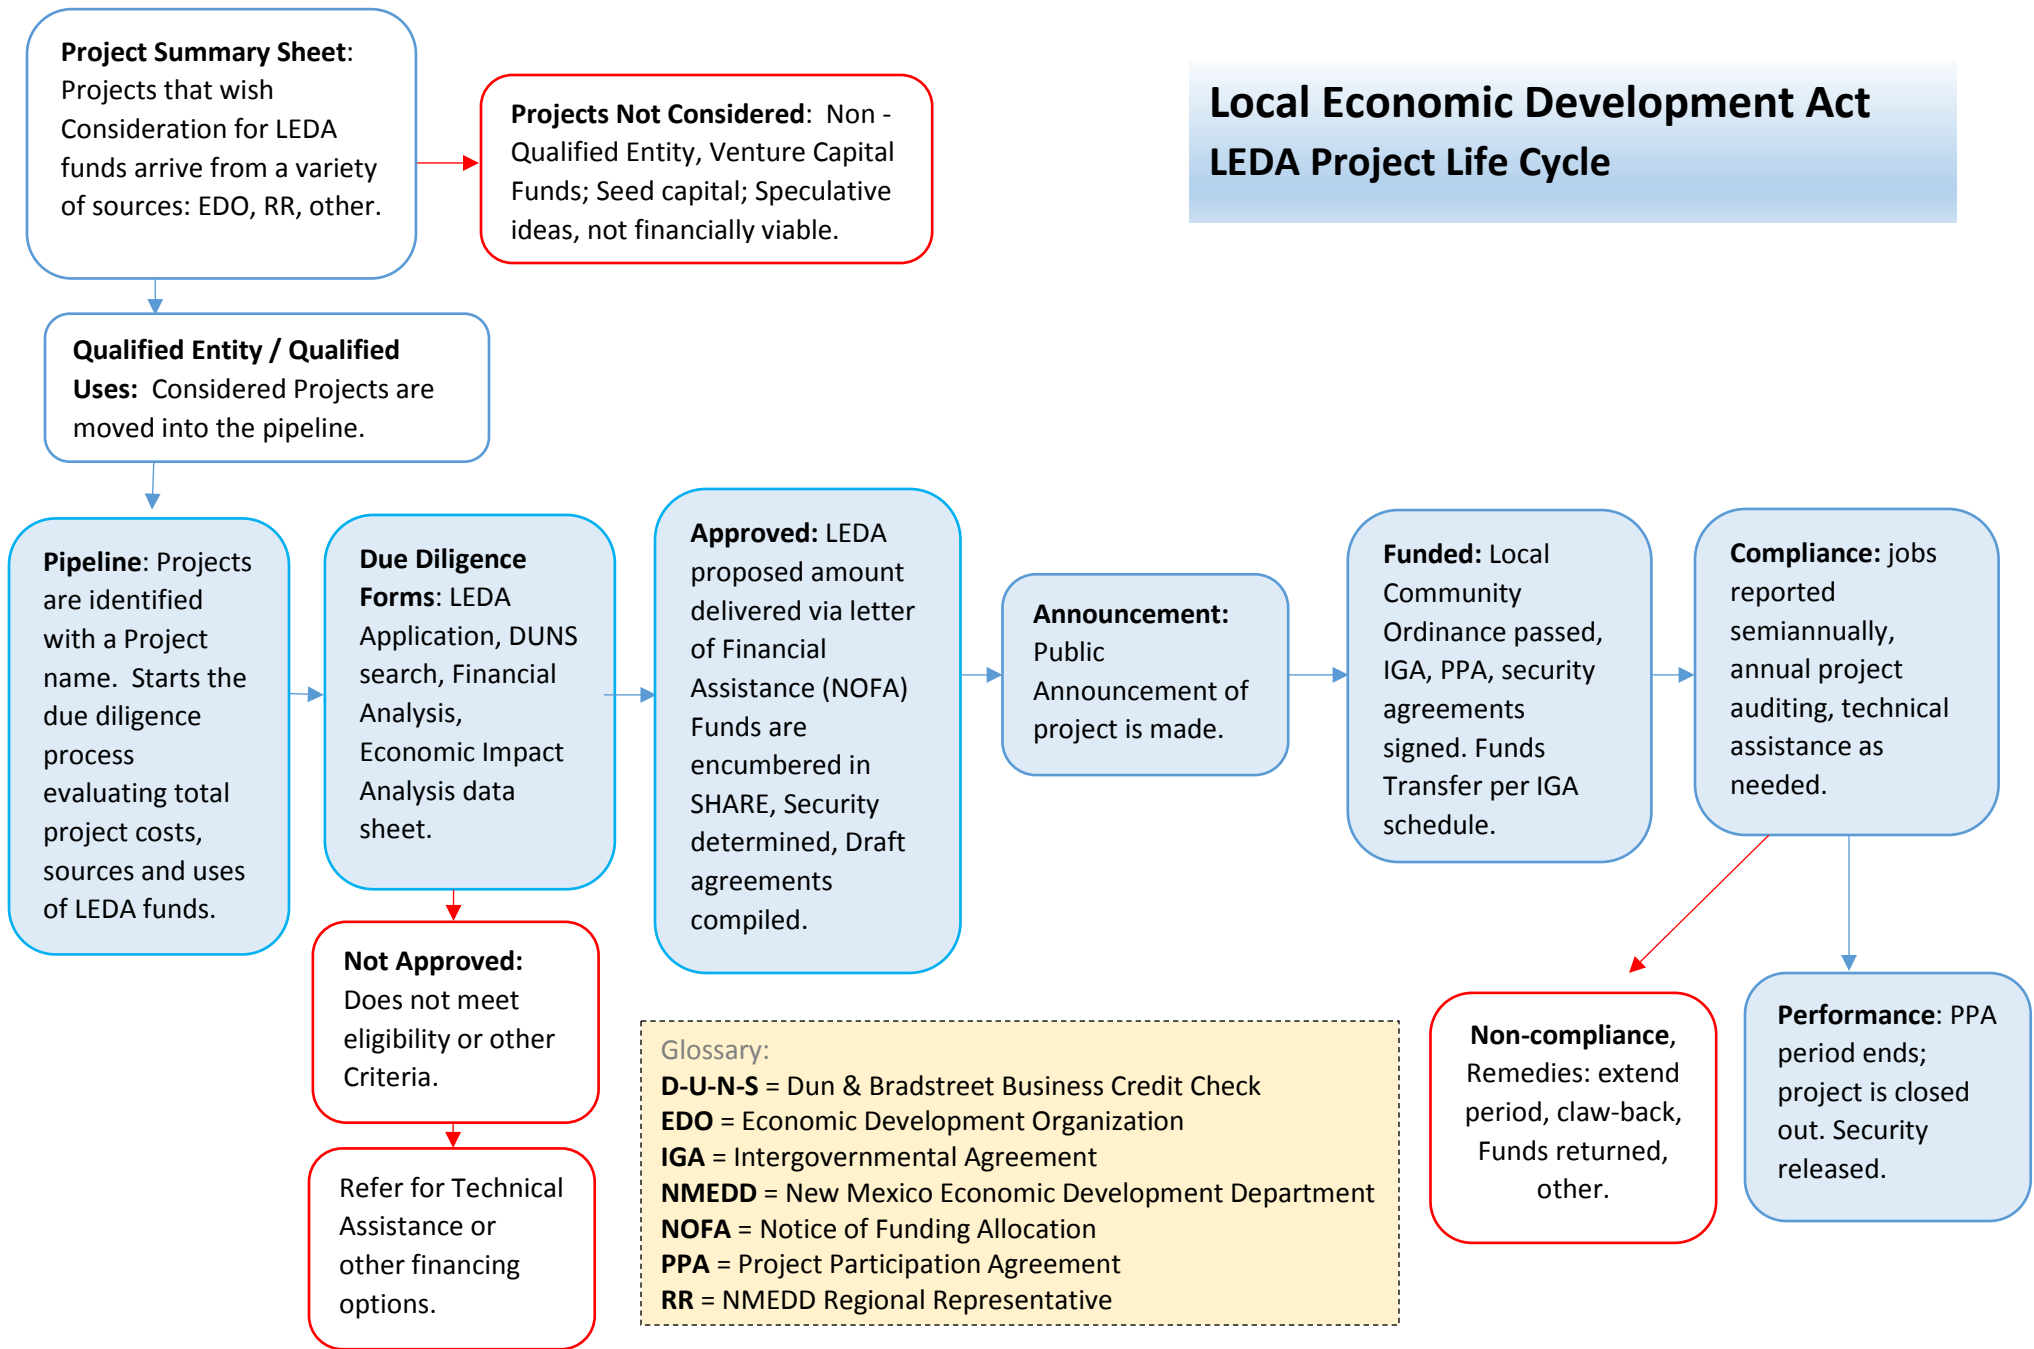 Project Summary Sheet:
Projects that wish
Consideration for LEDA
funds arrive from a variety
of sources: EDO, RR, other.
Projects Not Considered:  Non -
Qualified Entity, Venture Capital
Funds; Seed capital; Speculative
ideas, not financially viable.
Local Economic Development Act
LEDA Project Life Cycle
Qualified Entity / Qualified
Uses:  Considered Projects are
moved into the pipeline.
Pipeline: Projects
are identified
with a Project
name.  Starts the
due diligence
process
evaluating total
project costs,
sources and uses
of LEDA funds.
Due Diligence
Forms: LEDA
Application, DUNS
search, Financial
Analysis,
Economic Impact
Analysis data
sheet.
Approved: LEDA
proposed amount
delivered via letter
of Financial
Assistance (NOFA)
Funds are
encumbered in
SHARE, Security
determined, Draft
agreements
compiled.
Announcement:
Public
Announcement of
project is made.
Funded: Local
Community
Ordinance passed,
IGA, PPA, security
agreements
signed. Funds
Transfer per IGA
schedule.
Compliance: jobs
reported
semiannually,
annual project
auditing, technical
assistance as
needed.
Not Approved:
Does not meet
eligibility or other
Criteria.
Refer for Technical
Assistance or
other financing
options.
Glossary:
D-U-N-S = Dun & Bradstreet Business Credit Check
EDO = Economic Development Organization
IGA = Intergovernmental Agreement
NMEDD = New Mexico Economic Development Department
NOFA = Notice of Funding Allocation
PPA = Project Participation Agreement
RR = NMEDD Regional Representative
Non-compliance,
Remedies: extend
period, claw-back,
Funds returned,
other.
Performance: PPA
period ends;
project is closed
out. Security
released.